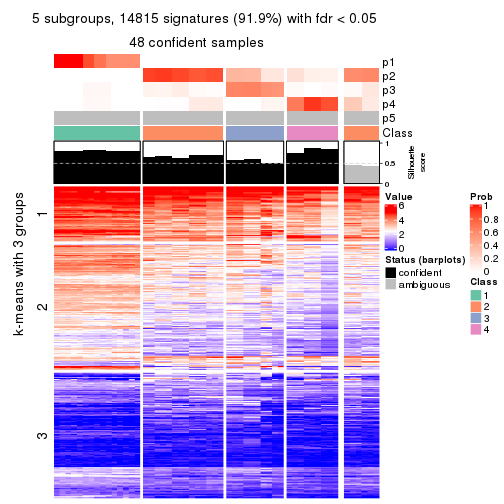 5 subgroups, 14815 signatures (91.9%) with fdr < 0.05
48 confident samples
p1
p2
p3
p4
p5
Class
1
0.5
0
Silhouette
score
k-means with 3 groups
1
2
3
Value
6
4
2
0
Status (barplots)
confident
ambiguous
Prob
1
0.8
0.6
0.4
0.2
0
Class
1
2
3
4